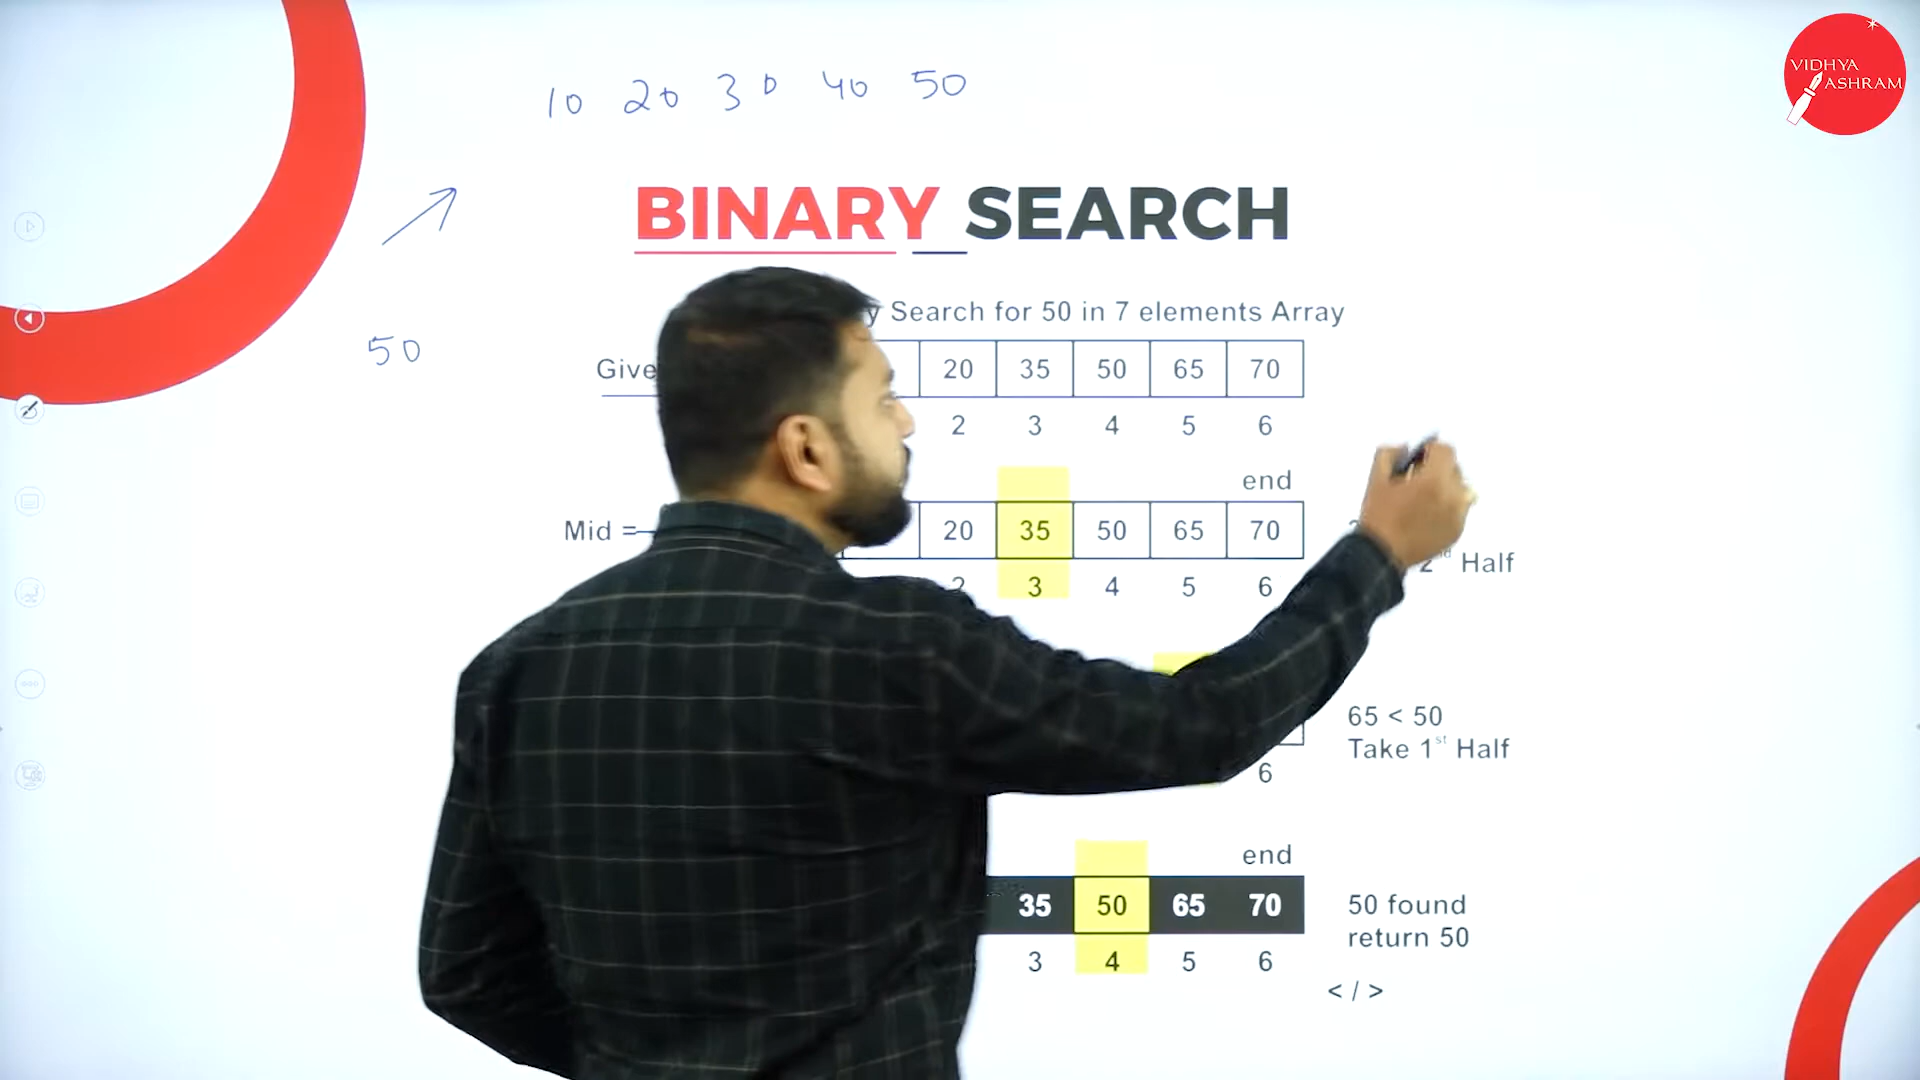 10 20 30 40 50
VIDHYA
ASHRAM
BINARY SEARCH
Search for 50 in 7 elements Array
50
20 35 50 65 70
2 3 4 5 6
end
Mid =
20 35 50 65 70
Half
2 3 4 5 6
65 < 50
Take 1st Half
6
end
35 50 65 70
50 found
return 50
3 4 5 6
< / >